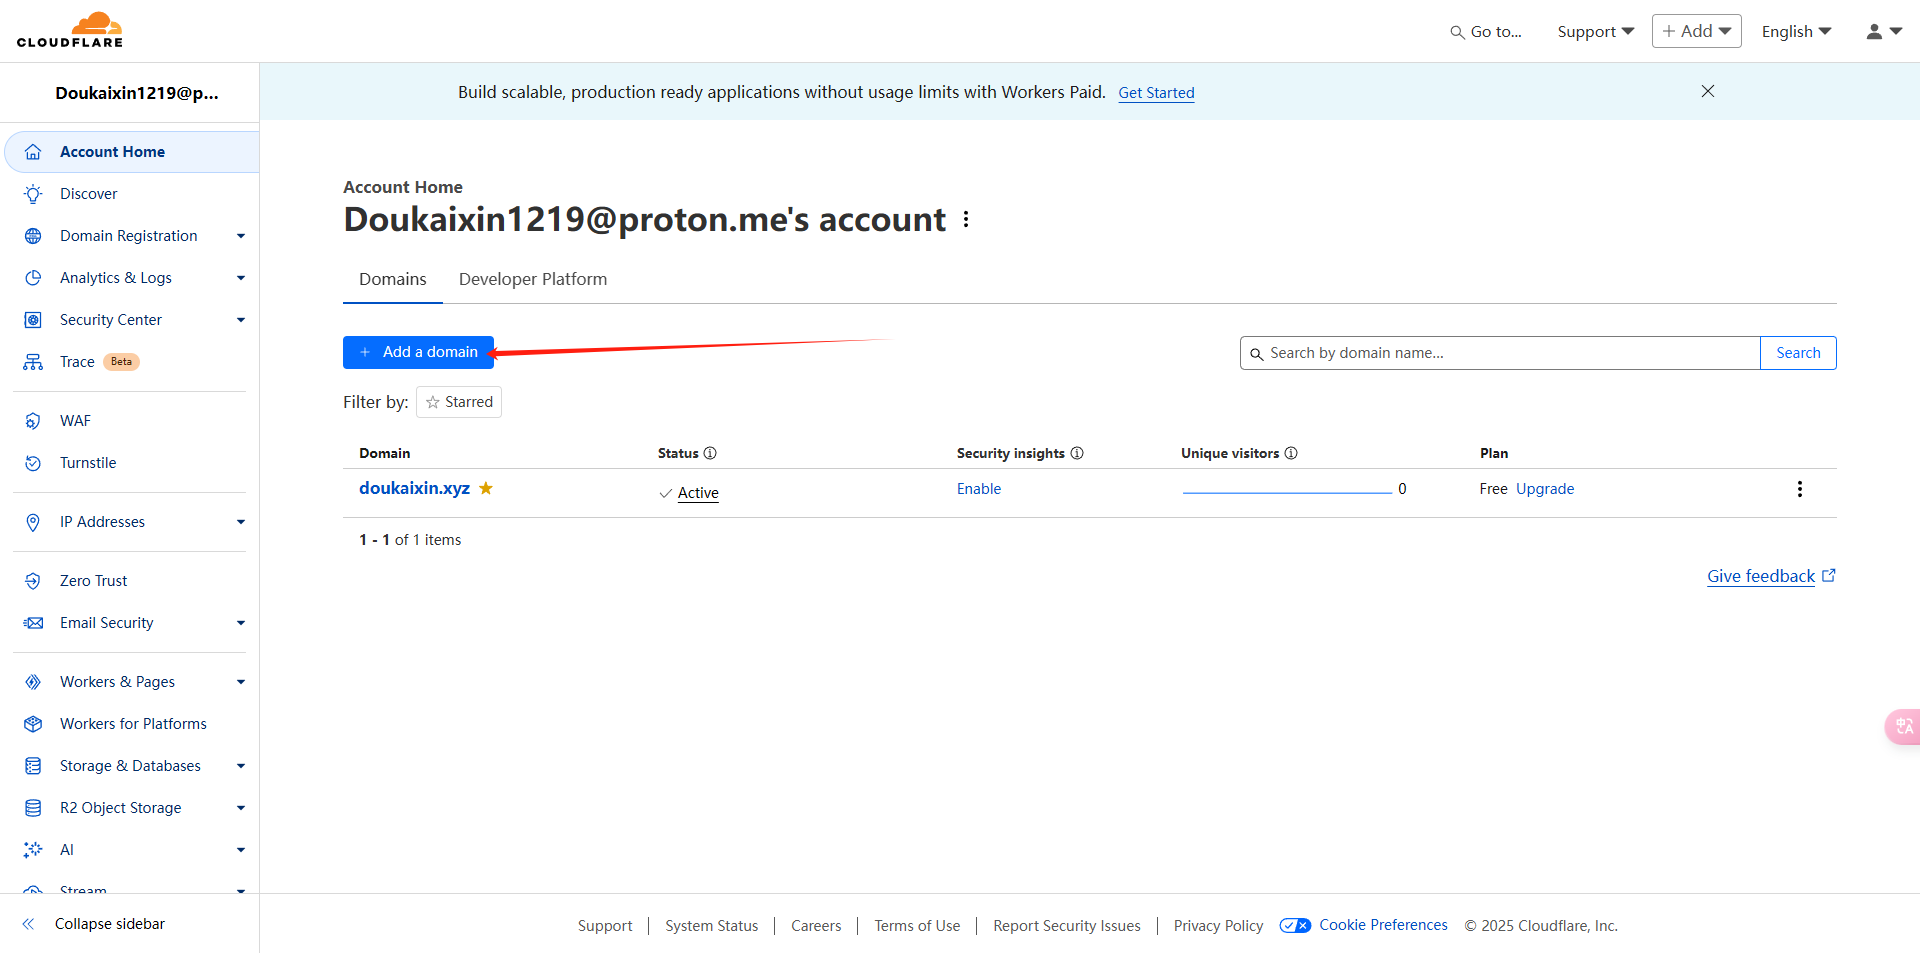 CLOUDFLARE
Go to...
Support
+ Add
English
Doukaixin1219@p...
Build scalable, production ready applications without usage limits with Workers Paid. Get Started
Account Home
Discover
Domain Registration
Analytics & Logs
Security Center
Trace Beta
WAF
Turnstile
IP Addresses
Zero Trust
Email Security
Workers & Pages
Workers for Platforms
Storage & Databases
R2 Object Storage
AI
Stream
Collapse sidebar
Account Home
Doukaixin1219@proton.me's account
Domains Developer Platform
+ Add a domain
Search by domain name... Search
Filter by: Starred
Domain Status Security insights Unique visitors Plan
doukaixin.xyz Active Enable 0 Free Upgrade
1 - 1 of 1 items
Give feedback
中A
Support System Status Careers Terms of Use Report Security Issues Privacy Policy Cookie Preferences © 2025 Cloudflare, Inc.